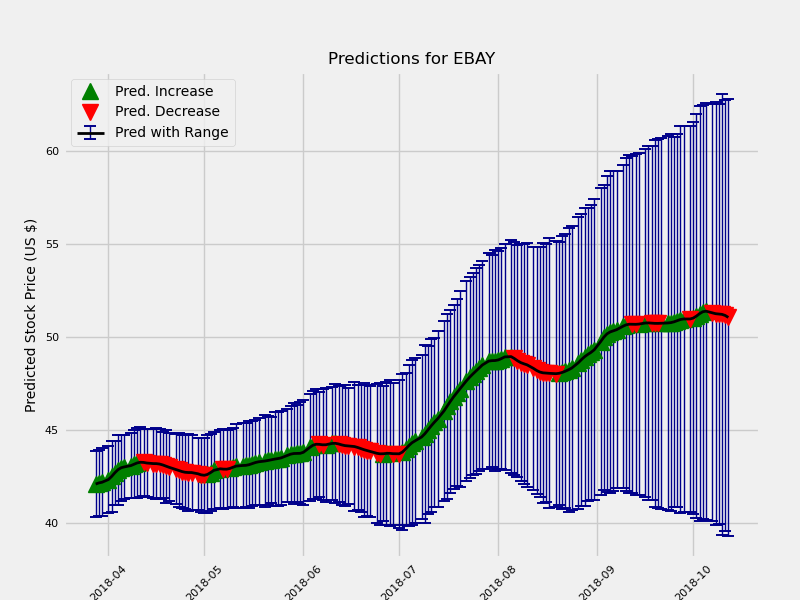 Predictions for EBAY
Pred. Increase
Pred. Decrease
Pred with Range
Predicted Stock Price (US $)
60
55
50
45
40
2018-04
2018-05
2018-06
2018-07
2018-08
2018-09
2018-10